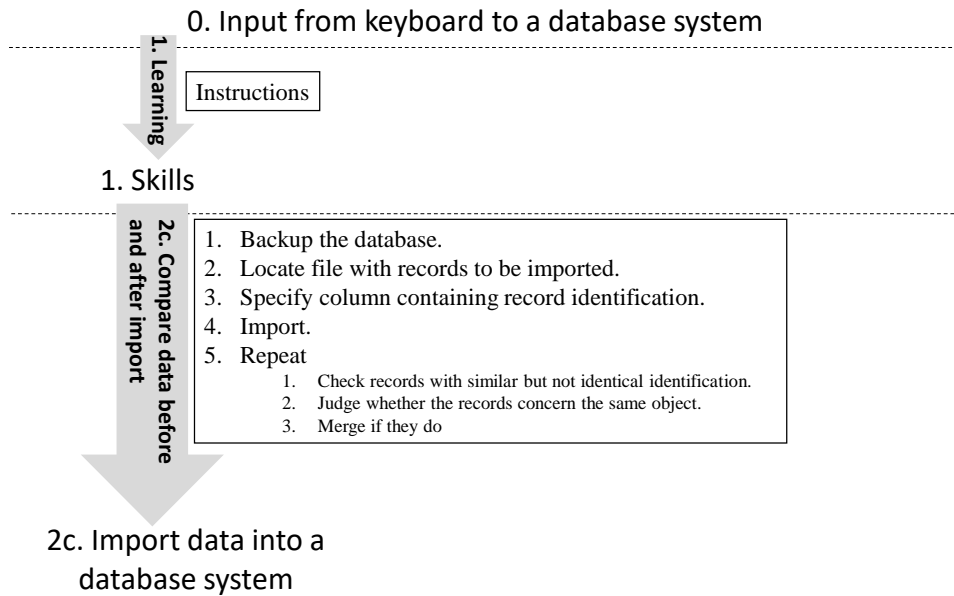 0. Input from keyboard to a database system
1. Learning
Instructions
1. Skills
2c. Compare data before
and after import
1. Backup the database.
2. Locate file with records to be imported.
3. Specify column containing record identification.
4. Import.
5. Repeat
1. Check records with similar but not identical identification.
2. Judge whether the records concern the same object.
3. Merge if they do
2c. Import data into a
database system